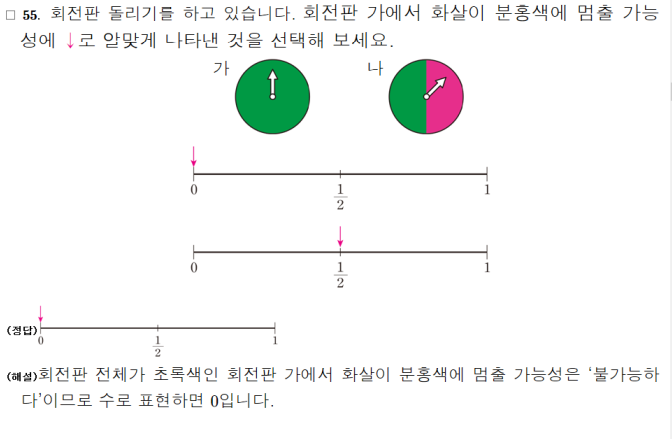 □ 55. 회전판 돌리기를 하고 있습니다. 회전판 가에서 화살이 분홍색에 멈출 가능
성에 ↓로 알맞게 나타낸 것을 선택해 보세요.
가 나
0 1/2 1
0 1/2 1
(정답) 0 1/2 1
(해설)회전판 전체가 초록색인 회전판 가에서 화살이 분홍색에 멈출 가능성은 ‘불가능하
다’이므로 수로 표현하면 0입니다.